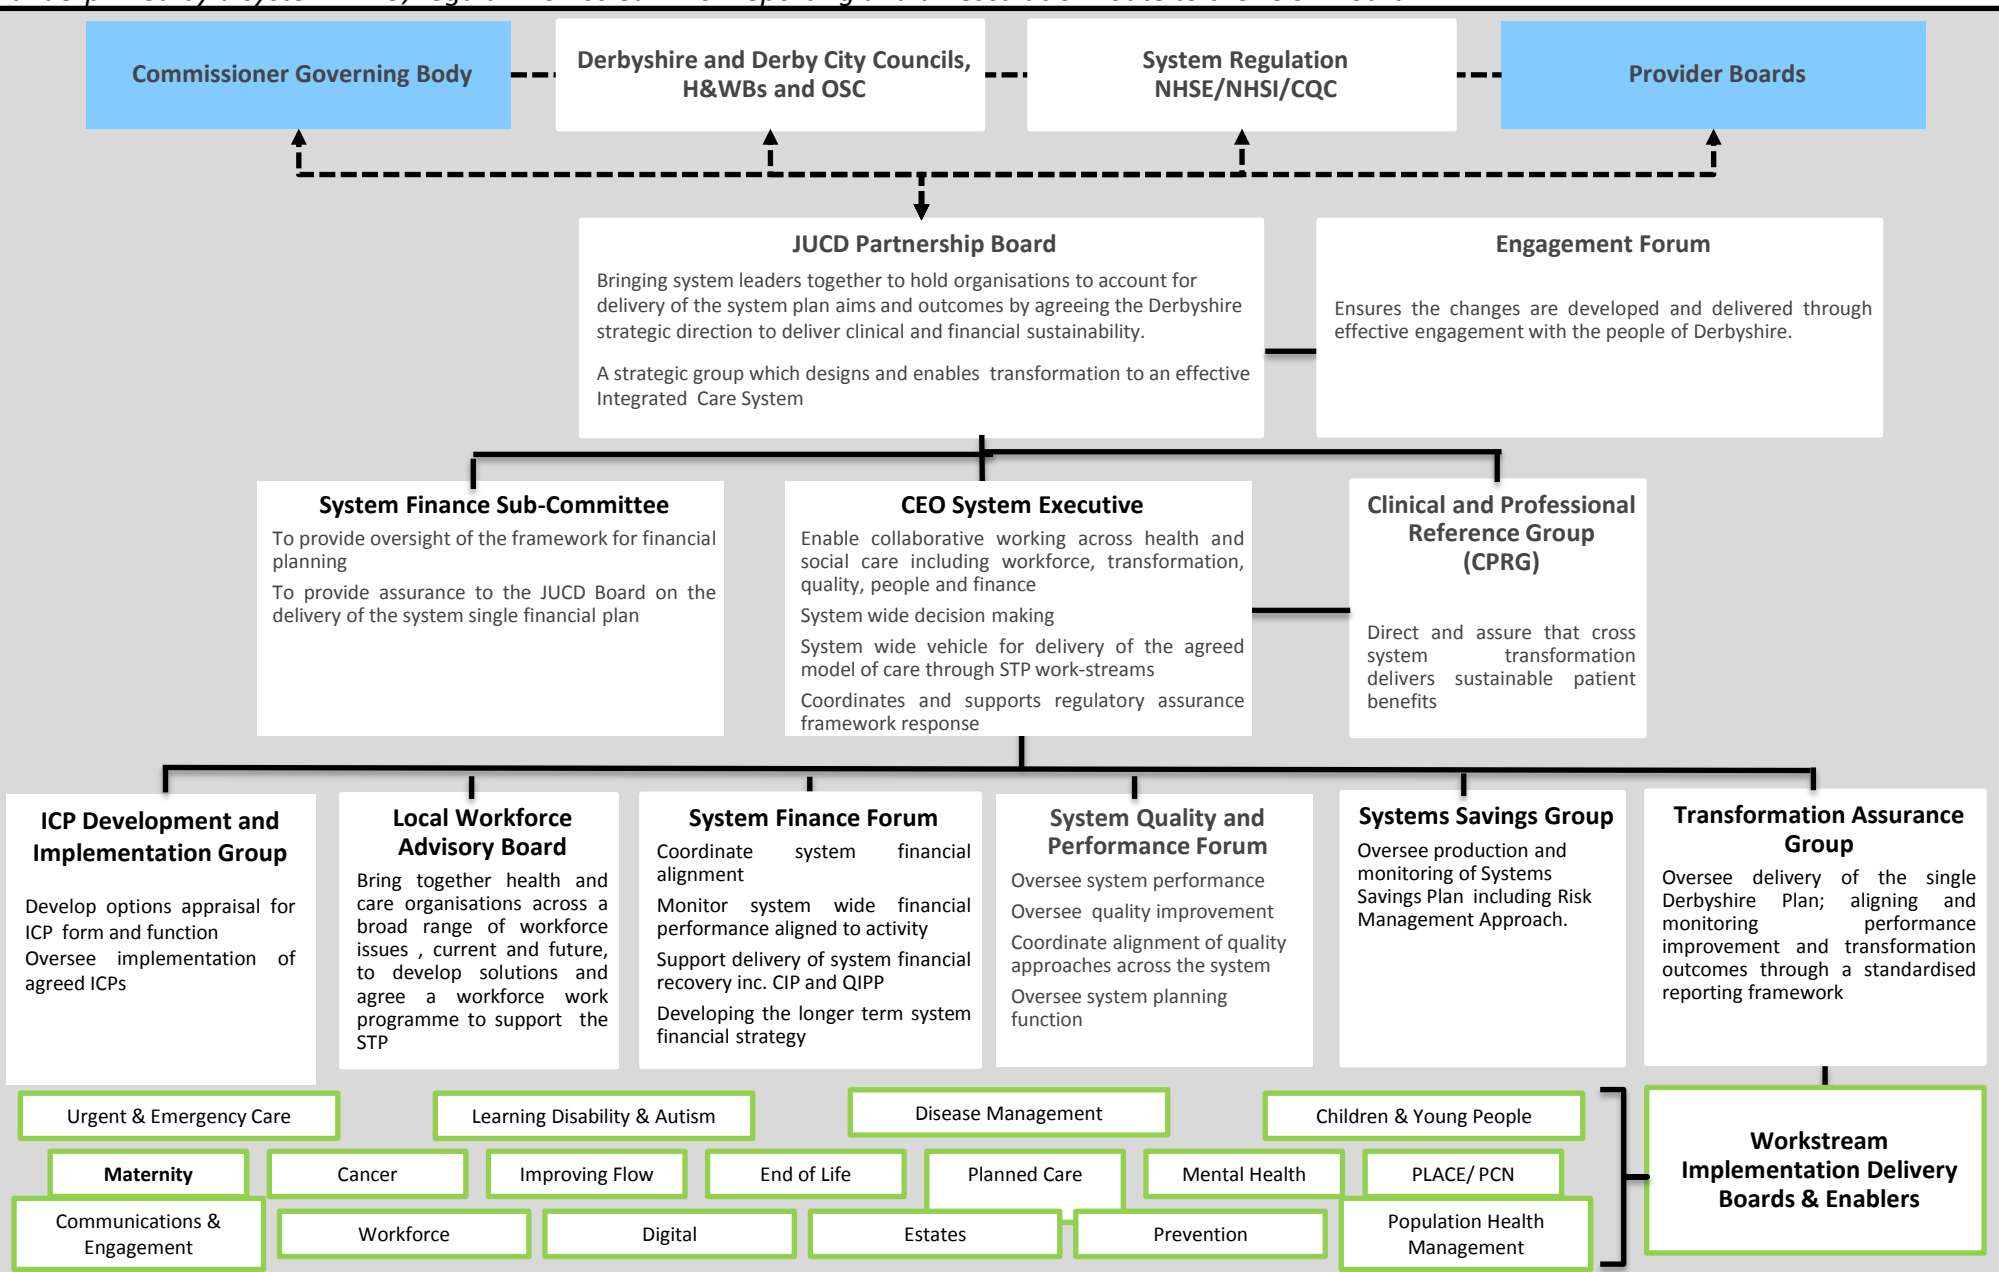 Commissioner Governing Body
Derbyshire and Derby City Councils,
H&WBs and OSC
System Regulation
NHSE/NHSI/CQC
Provider Boards
JUCD Partnership Board
Bringing system leaders together to hold organisations to account for
delivery of the system plan aims and outcomes by agreeing the Derbyshire
strategic direction to deliver clinical and financial sustainability.
A strategic group which designs and enables transformation to an effective
Integrated Care System
Engagement Forum
Ensures the changes are developed and delivered through
effective engagement with the people of Derbyshire.
System Finance Sub-Committee
To provide oversight of the framework for financial
planning
To provide assurance to the JUCD Board on the
delivery of the system single financial plan
CEO System Executive
Enable collaborative working across health and
social care including workforce, transformation,
quality, people and finance
System wide decision making
System wide vehicle for delivery of the agreed
model of care through STP work-streams
Coordinates and supports regulatory assurance
framework response
Clinical and Professional
Reference Group
(CPRG)
Direct and assure that cross
system transformation
delivers sustainable patient
benefits
ICP Development and
Implementation Group
Develop options appraisal for
ICP form and function
Oversee implementation of
agreed ICPs
Local Workforce
Advisory Board
Bring together health and
care organisations across a
broad range of workforce
issues , current and future,
to develop solutions and
agree a workforce work
programme to support the
STP
System Finance Forum
Coordinate system financial
alignment
Monitor system wide financial
performance aligned to activity
Support delivery of system financial
recovery inc. CIP and QIPP
Developing the longer term system
financial strategy
System Quality and
Performance Forum
Oversee system performance
Oversee quality improvement
Coordinate alignment of quality
approaches across the system
Oversee system planning
function
Systems Savings Group
Oversee production and
monitoring of Systems
Savings Plan including Risk
Management Approach.
Transformation Assurance
Group
Oversee delivery of the single
Derbyshire Plan; aligning and
monitoring performance
improvement and transformation
outcomes through a standardised
reporting framework
Urgent & Emergency Care
Learning Disability & Autism
Disease Management
Children & Young People
Maternity
Cancer
Improving Flow
End of Life
Planned Care
Mental Health
PLACE/ PCN
Communications &
Engagement
Workforce
Digital
Estates
Prevention
Population Health
Management
Workstream
Implementation Delivery
Boards & Enablers